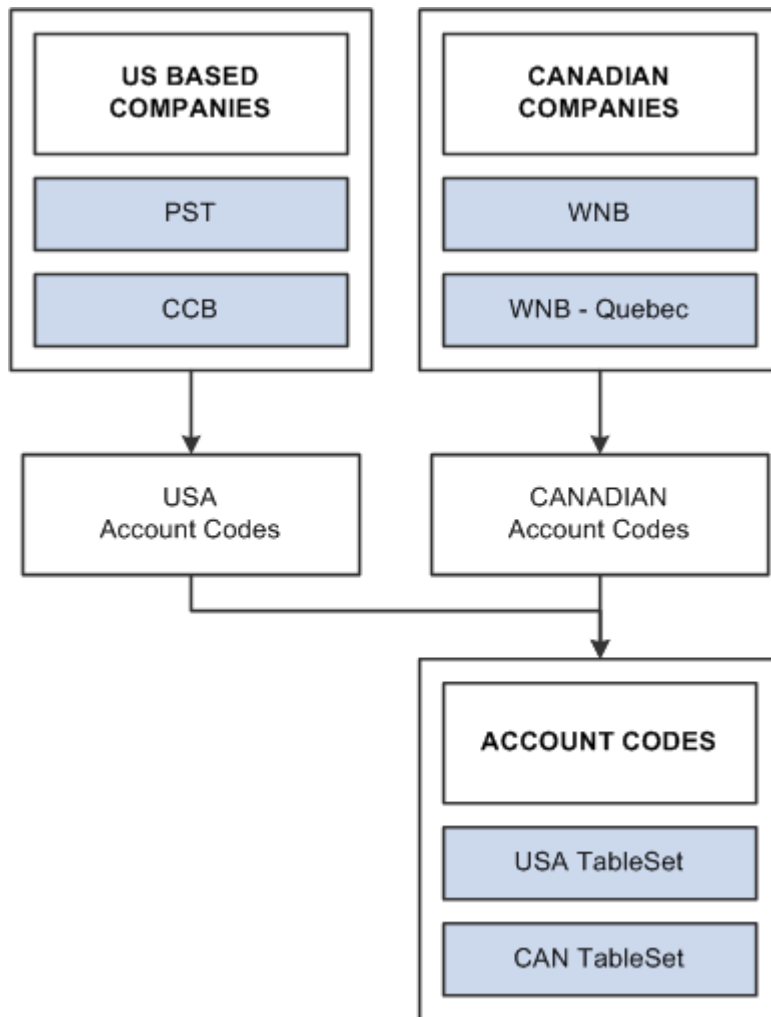 US BASED
COMPANIES
PST
CCB
CANADIAN
COMPANIES
WNB
WNB - Quebec
USA
Account Codes
CANADIAN
Account Codes
ACCOUNT CODES
USA TableSet
CAN TableSet